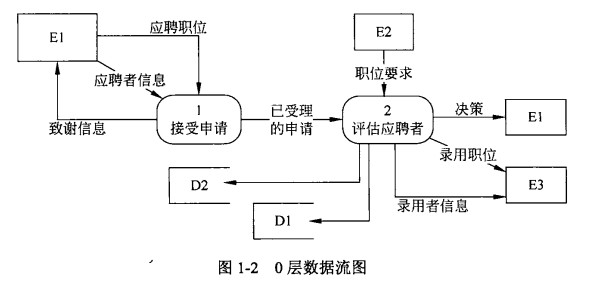 E1
应聘职位
E2
应聘者信息
职位要求
致谢信息
1
接受申请
已受理
的申请
2
评估应聘者
决策
E1
录用职位
D2
E3
录用者信息
D1
图 1-2 0 层数据流图